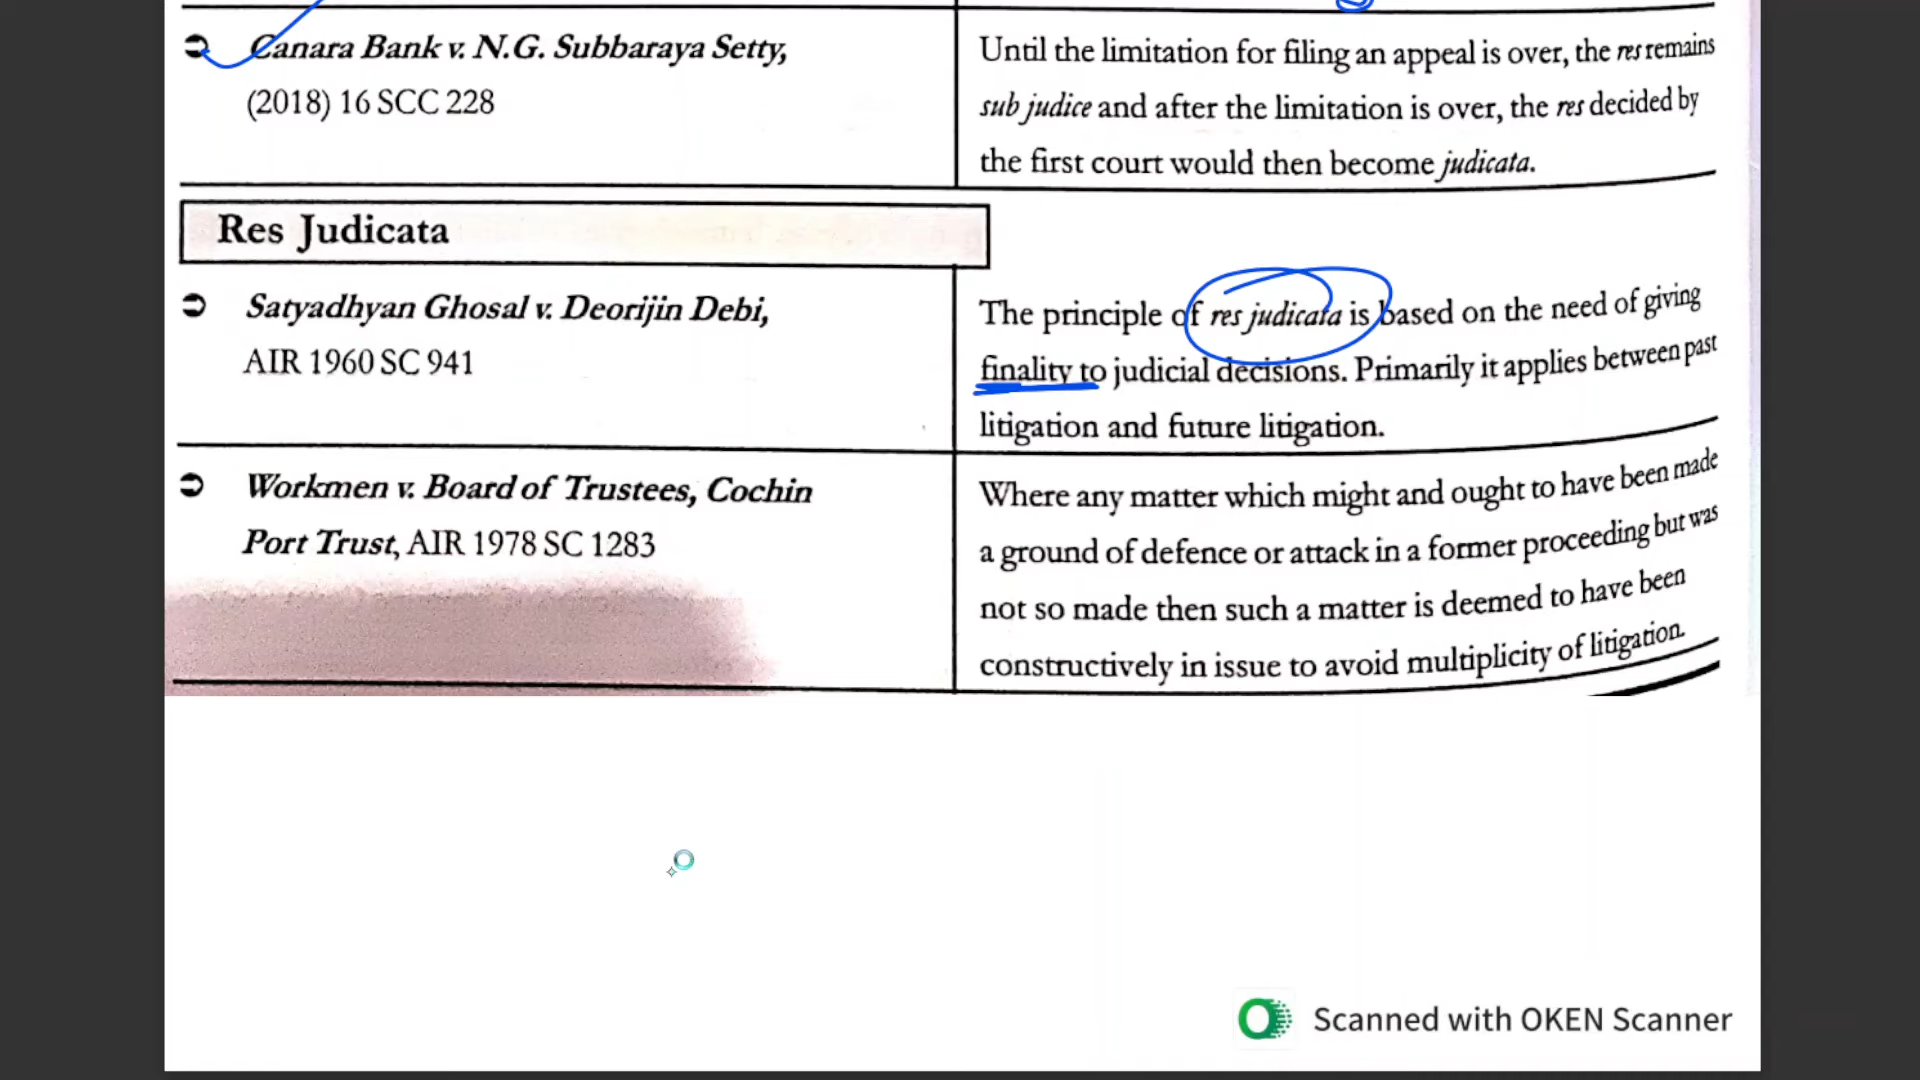 Canara Bank v. N.G. Subbaraya Setty,
(2018) 16 SCC 228
Until the limitation for filing an appeal is over, the res remains
sub judice and after the limitation is over, the res decided by
the first court would then become judicata.
Res Judicata
Satyadhyan Ghosal v. Deorijin Debi,
AIR 1960 SC 941
The principle of res judicata is based on the need of giving
finality to judicial decisions. Primarily it applies between past
litigation and future litigation.
Workmen v. Board of Trustees, Cochin
Port Trust, AIR 1978 SC 1283
Where any matter which might and ought to have been made
a ground of defence or attack in a former proceeding but was
not so made then such a matter is deemed to have been
constructively in issue to avoid multiplicity of litigation.
Scanned with OKEN Scanner